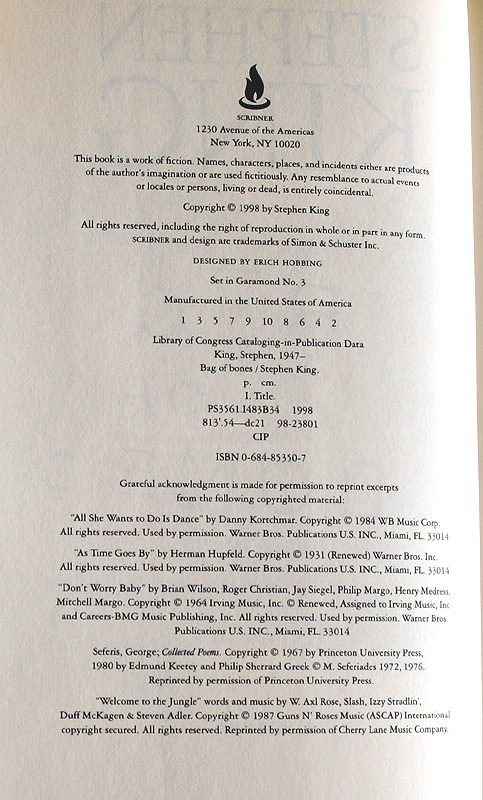 SCRIBNER
1230 Avenue of the Americas
New York, NY 10020
This book is a work of fiction. Names, characters, places, and incidents either are products
of the author's imagination or are used fictitiously. Any resemblance to actual events
or locales or persons, living or dead, is entirely coincidental.
Copyright © 1998 by Stephen King
All rights reserved, including the right of reproduction in whole or in part in any form.
SCRIBNER and design are trademarks of Simon & Schuster Inc.
DESIGNED BY ERICH HOBBING
Set in Garamond No. 3
Manufactured in the United States of America
1 3 5 7 9 10 8 6 4 2
Library of Congress Cataloging-in-Publication Data
King, Stephen, 1947–
Bag of bones / Stephen King.
p. cm.
I. Title.
PS3561.I483B34 1998
813'.54—dc21 98-23801
CIP
ISBN 0-684-85350-7
Grateful acknowledgment is made for permission to reprint excerpts
from the following copyrighted material:
"All She Wants to Do Is Dance" by Danny Kortchmar. Copyright © 1984 WB Music Corp.
All rights reserved. Used by permission. Warner Bros. Publications U.S. INC., Miami, FL. 33014
"As Time Goes By" by Herman Hupfeld. Copyright © 1931 (Renewed) Warner Bros. Inc.
All rights reserved. Used by permission. Warner Bros. Publications U.S. INC., Miami, FL. 33014
"Don't Worry Baby" by Brian Wilson, Roger Christian, Jay Siegel, Philip Margo, Henry Medress,
Mitchell Margo. Copyright © 1964 Irving Music, Inc. © Renewed, Assigned to Irving Music, Inc
and Careers-BMG Music Publishing, Inc. All rights reserved. Used by permission. Warner Bros.
Publications U.S. INC., Miami, FL. 33014
Seferis, George; Collected Poems. Copyright © 1967 by Princeton University Press,
1980 by Edmund Keetey and Philip Sherrard Greek © M. Seferiades 1972, 1976.
Reprinted by permission of Princeton University Press.
"Welcome to the Jungle" words and music by W. Axl Rose, Slash, Izzy Stradlin',
Duff McKagen & Steven Adler. Copyright © 1987 Guns N' Roses Music (ASCAP) International
copyright secured. All rights reserved. Reprinted by permission of Cherry Lane Music Company.
STEPHEN
KING